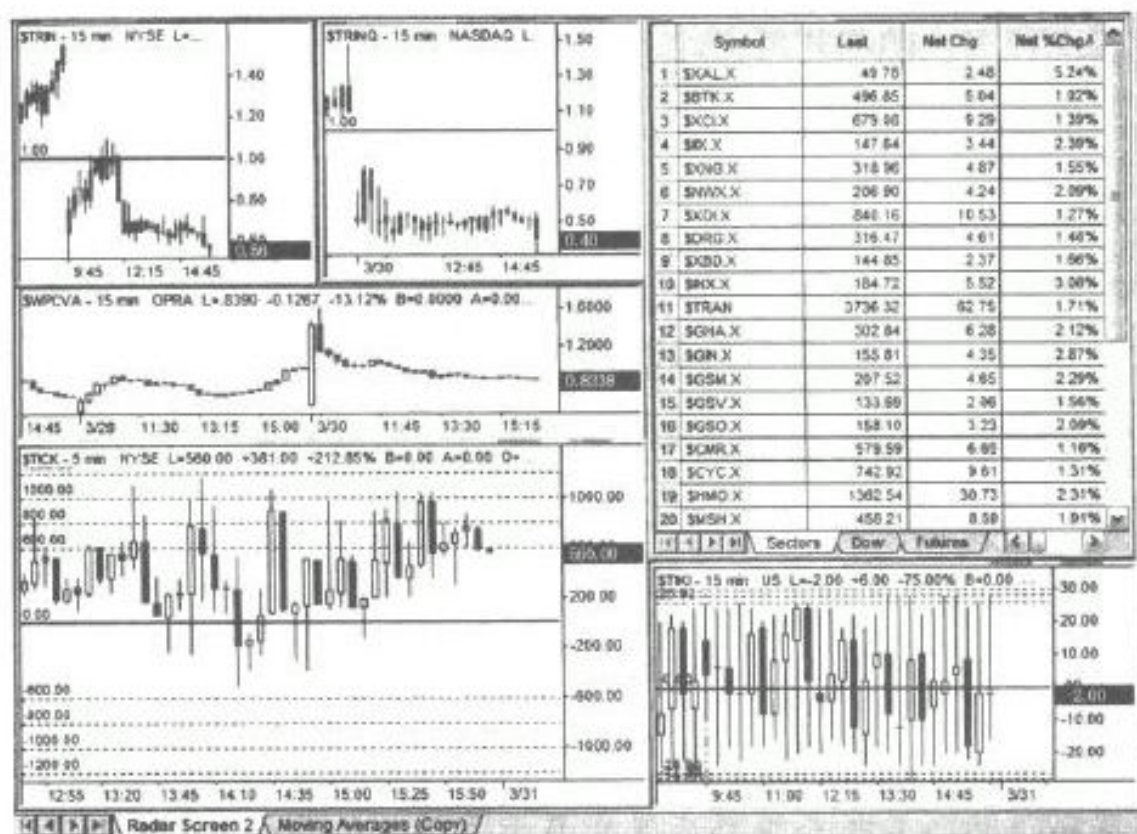 $TRIN - 15 min NYSE L=...
1.40
1.20
1.00
1.00
0.80
9:45 12:15 14:45
$TRINQ - 15 min NASDAQ L
1.50
1.30
1.10
1.00
0.90
0.70
0.50
0.40
3/30 12:45 14:45
Symbol Last Net Chg Net %Chg
1 $XAL.X 49.78 2.48 5.24%
2 $BTK.X 496.85 5.04 1.02%
3 $XCI.X 9.29 1.39%
4 147.84 3.44 2.39%
5 $XNG.X 318.96 4.87 1.55%
6 $NWX.X 206.90 4.24 2.09%
7 $XOI.X 840.16 10.53 1.27%
8 $DRG.X 316.47 4.61 1.48%
9 $XBD.X 144.85 2.37 1.66%
10 $INX.X 184.72 5.52 3.08%
11 $TRAN 3736.32 62.75 1.71%
12 $GHA.X 302.84 6.28 2.12%
13 $GIN.X 155.81 4.35 2.87%
14 $GSM.X 207.52 4.65 2.29%
15 $GSV.X 133.69 2.06 1.56%
16 $GSO.X 158.10 3.23 2.09%
17 $CMR.X 579.59 6.65 1.16%
18 $CYC.X 742.92 9.61 1.31%
19 $HMO.X 1362.54 30.73 2.31%
20 $MSH.X 458.21 8.59 1.91%
Sectors Dow Futures
$WPCVA - 15 min OPRA L=.8390 -0.1267 -13.12% B=0.0000 A=0.00...
1.6000
1.2000
0.8338
14:45 3/29 11:30 13:15 15:00 3/30 11:45 13:30 15:15
$TICK - 5 min NYSE L=560.00 +381.00 +212.85% B=0.00 A=0.00 O=
1000.00
800.00
600.00
0.00
-600.00
-800.00
-1000.00
-1200.00
1000.00
200.00
-200.00
-600.00
-1000.00
12:55 13:20 13:45 14:10 14:35 15:00 15:25 15:50 3/31
$TIKI - 15 min US L=-2.00 +6.00 -75.00% B=0.00
30.00
20.00
10.00
-2.00
-10.00
-20.00
9:45 11:00 12:15 13:30 14:45 3/31
Radar Screen 2 Moving Averages (Copy)